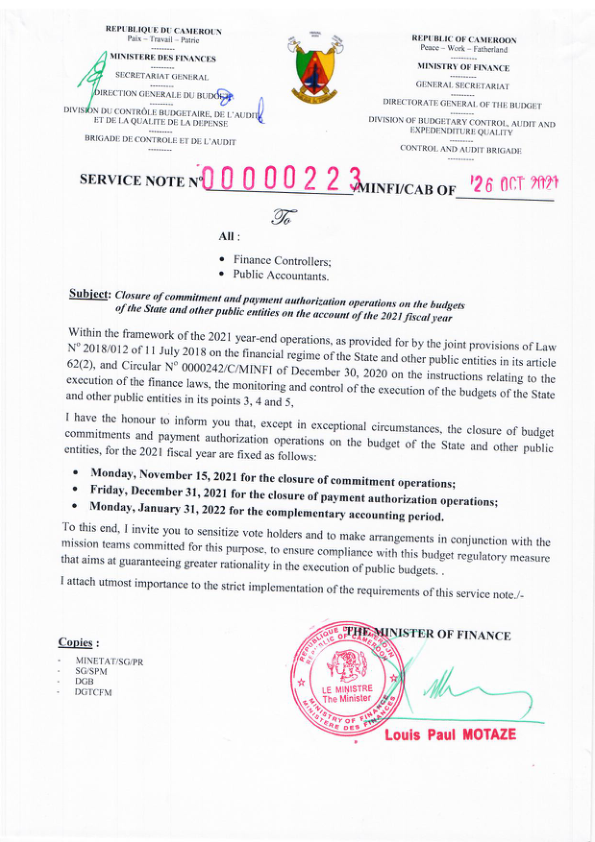 REPUBLIQUE DU CAMEROUN
Paix – Travail – Patrie
----------
MINISTERE DES FINANCES
----------
SECRETARIAT GENERAL
----------
DIRECTION GENERALE DU BUDGET
----------
DIVISION DU CONTRÔLE BUDGETAIRE, DE L'AUDIT
ET DE LA QUALITE DE LA DEPENSE
----------
BRIGADE DE CONTROLE ET DE L'AUDIT
----------
REPUBLIC OF CAMEROON
Peace – Work – Fatherland
----------
MINISTRY OF FINANCE
----------
GENERAL SECRETARIAT
----------
DIRECTORATE GENERAL OF THE BUDGET
----------
DIVISION OF BUDGETARY CONTROL, AUDIT AND
EXPEDENDITURE QUALITY
----------
CONTROL AND AUDIT BRIGADE
----------
SERVICE NOTE N° 00000223 /MINFI/CAB OF 26 OCT 2021
To
All :
• Finance Controllers;
• Public Accountants.
Subject: Closure of commitment and payment authorization operations on the budgets
of the State and other public entities on the account of the 2021 fiscal year
Within the framework of the 2021 year-end operations, as provided for by the joint provisions of Law
N° 2018/012 of 11 July 2018 on the financial regime of the State and other public entities in its article
62(2), and Circular N° 0000242/C/MINFI of December 30, 2020 on the instructions relating to the
execution of the finance laws, the monitoring and control of the execution of the budgets of the State
and other public entities in its points 3, 4 and 5,
I have the honour to inform you that, except in exceptional circumstances, the closure of budget
commitments and payment authorization operations on the budget of the State and other public
entities, for the 2021 fiscal year are fixed as follows:
• Monday, November 15, 2021 for the closure of commitment operations;
• Friday, December 31, 2021 for the closure of payment authorization operations;
• Monday, January 31, 2022 for the complementary accounting period.
To this end, I invite you to sensitize vote holders and to make arrangements in conjunction with the
mission teams committed for this purpose, to ensure compliance with this budget regulatory measure
that aims at guaranteeing greater rationality in the execution of public budgets. .
I attach utmost importance to the strict implementation of the requirements of this service note./-
THE MINISTER OF FINANCE
Copies :
- MINETAT/SG/PR
- SG/SPM
- DGB
- DGTCFM
REPUBLIQUE DU CAMEROUN
REPUBLIC OF CAMEROON
LE MINISTRE
The Minister
MINISTRY OF FINANCE
MINISTERE DES FINANCES
Louis Paul MOTAZE